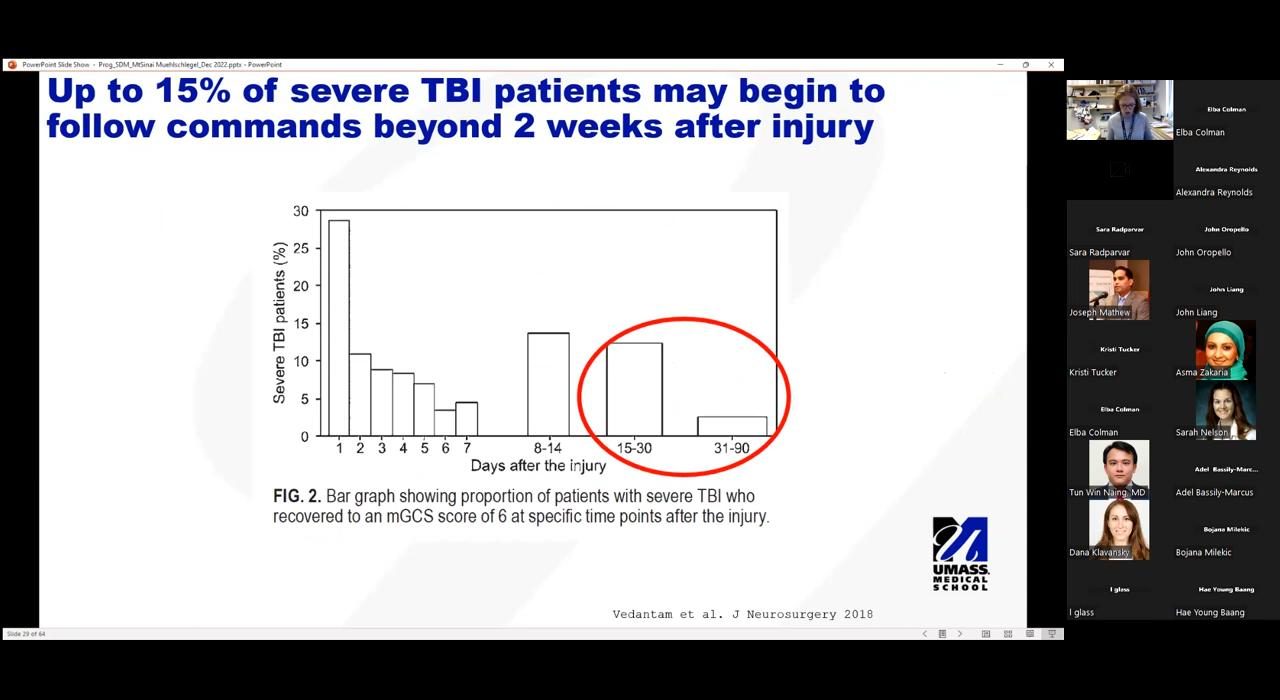 PowerPoint Slide Show - Prog_SDM_MtSinai Muehlschlegel_Dec 2022.pptx - PowerPoint
Up to 15% of severe TBI patients may begin to
follow commands beyond 2 weeks after injury
Severe TBI patients (%)
30
25
20
15
10
5
0
1 2 3 4 5 6 7 8-14 15-30 31-90
Days after the injury
FIG. 2. Bar graph showing proportion of patients with severe TBI who
recovered to an mGCS score of 6 at specific time points after the injury.
UMASS
MEDICAL
SCHOOL
Vedantam et al. J Neurosurgery 2018
Slide 29 of 64
Elba Colman
Elba Colman
Alexandra Reynolds
Alexandra Reynolds
Sara Radparvar
Sara Radparvar
John Oropello
John Oropello
Joseph Mathew
John Liang
John Liang
Kristi Tucker
Kristi Tucker
Asma Zakaria
Elba Colman
Elba Colman
Sarah Nelson
Tun Win Naing, MD
Adel Bassily-Marc...
Adel Bassily-Marcus
Dana Klavansky
Bojana Milekic
Bojana Milekic
l glass
l glass
Hae Young Baang
Hae Young Baang